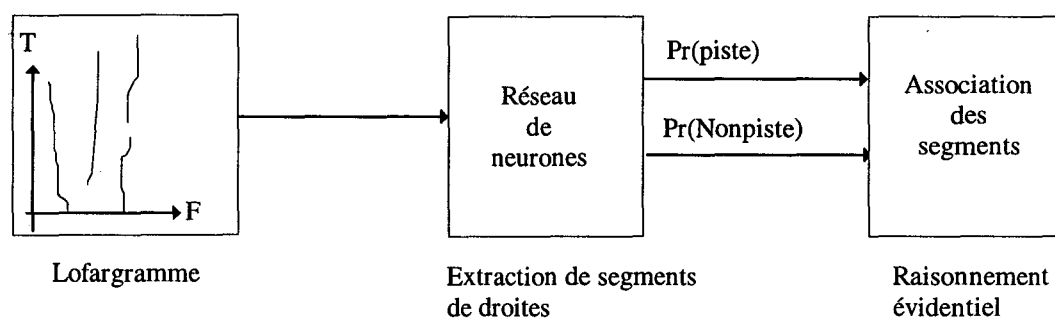 T
F
Lofargramme
Réseau
de
neurones
Extraction de segments
de droites
Pr(piste)
Pr(Nonpiste)
Association
des
segments
Raisonnement
évidentiel